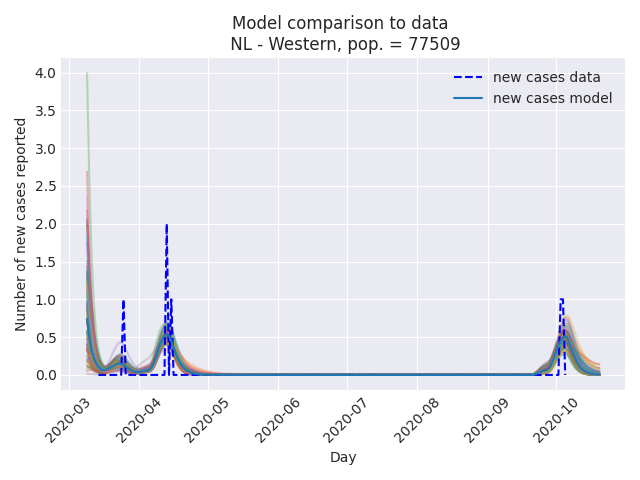 Model comparison to data
NL - Western, pop. = 77509
new cases data
new cases model
Number of new cases reported
4.0
3.5
3.0
2.5
2.0
1.5
1.0
0.5
0.0
2020-03
2020-04
2020-05
2020-06
2020-07
2020-08
2020-09
2020-10
Day